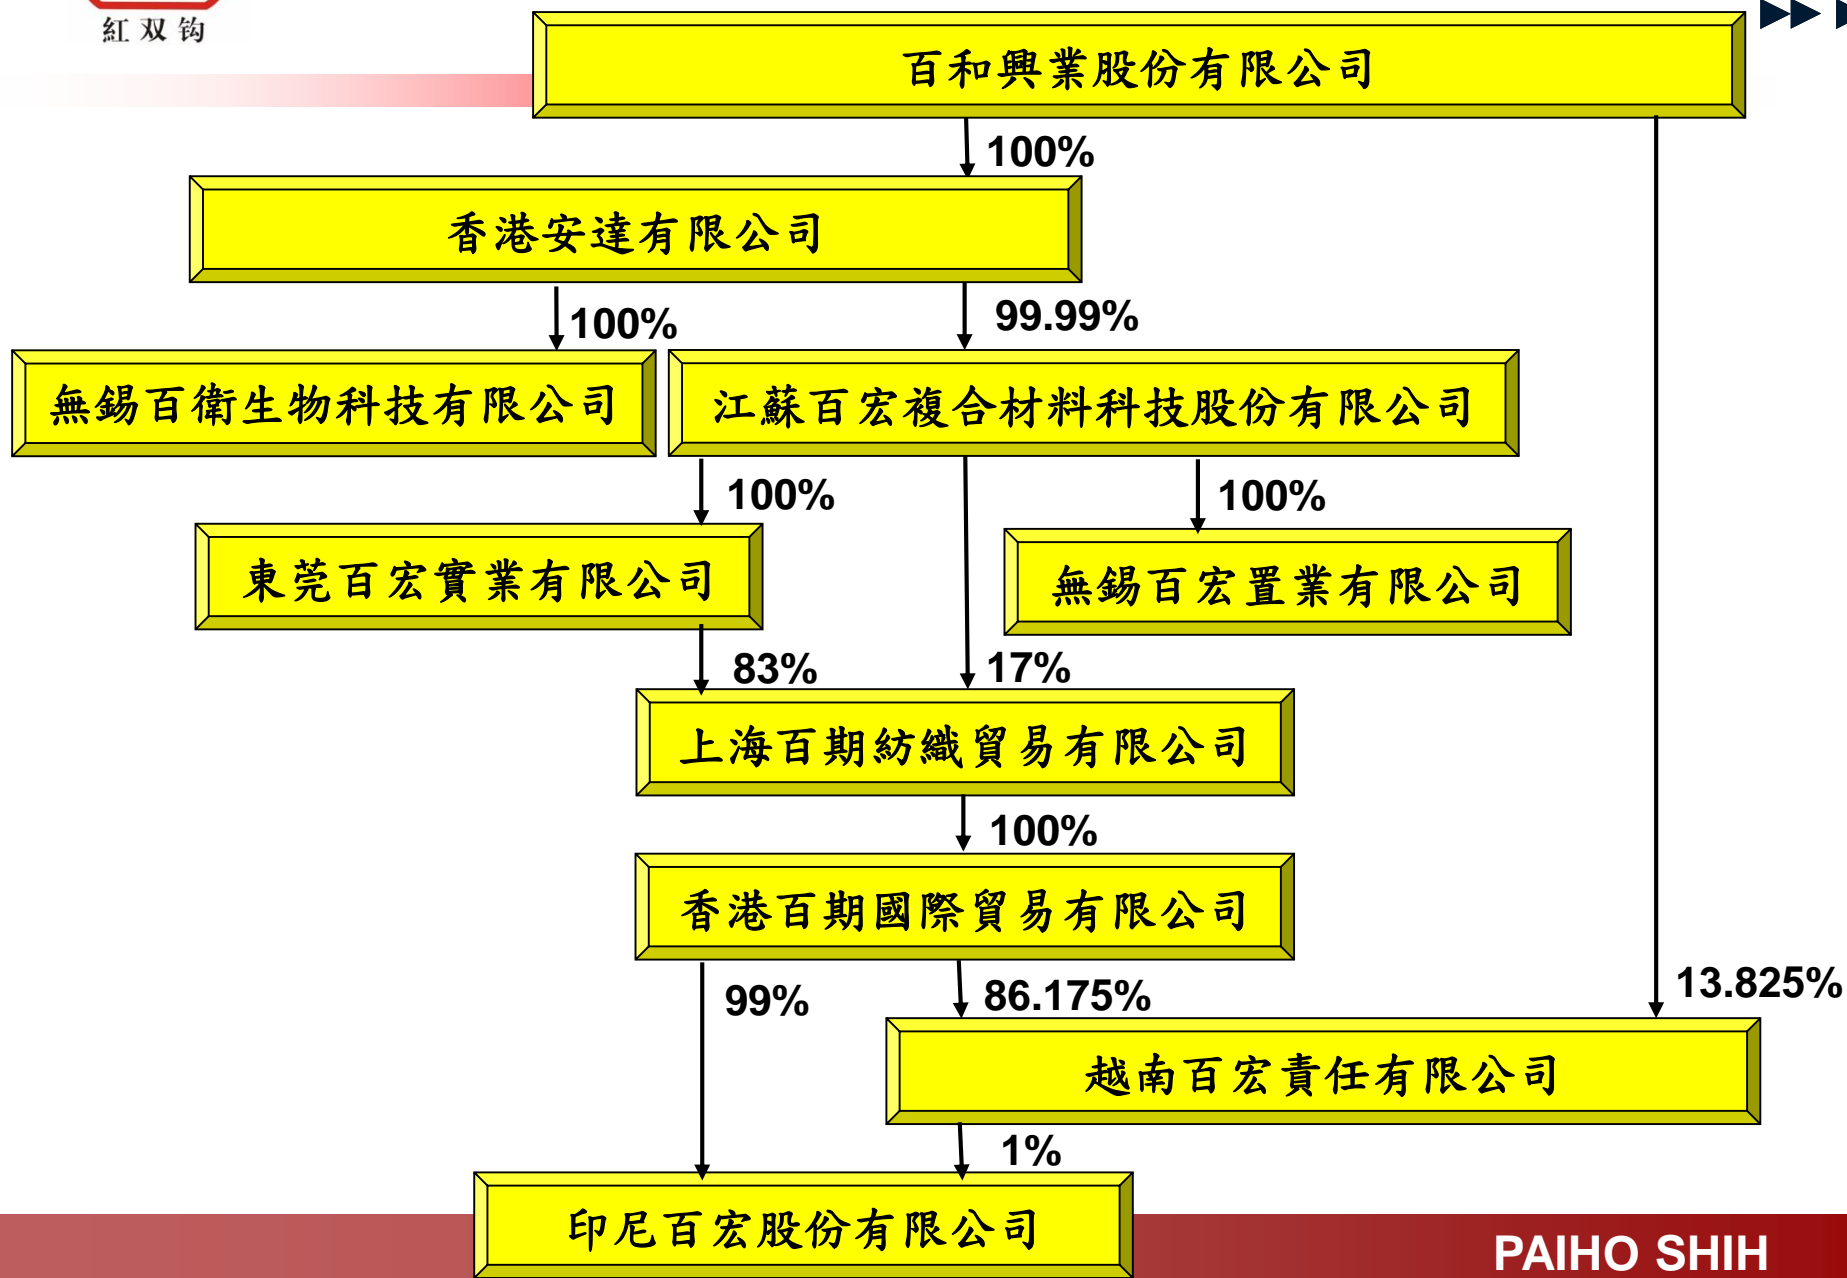 紅双钩
百和興業股份有限公司
100%
香港安達有限公司
100%
99.99%
無錫百衛生物科技有限公司
江蘇百宏複合材料科技股份有限公司
100%
100%
東莞百宏實業有限公司
無錫百宏置業有限公司
83%
17%
上海百期紡織貿易有限公司
100%
香港百期國際貿易有限公司
99%
86.175%
13.825%
越南百宏責任有限公司
1%
印尼百宏股份有限公司
PAIHO SHIH